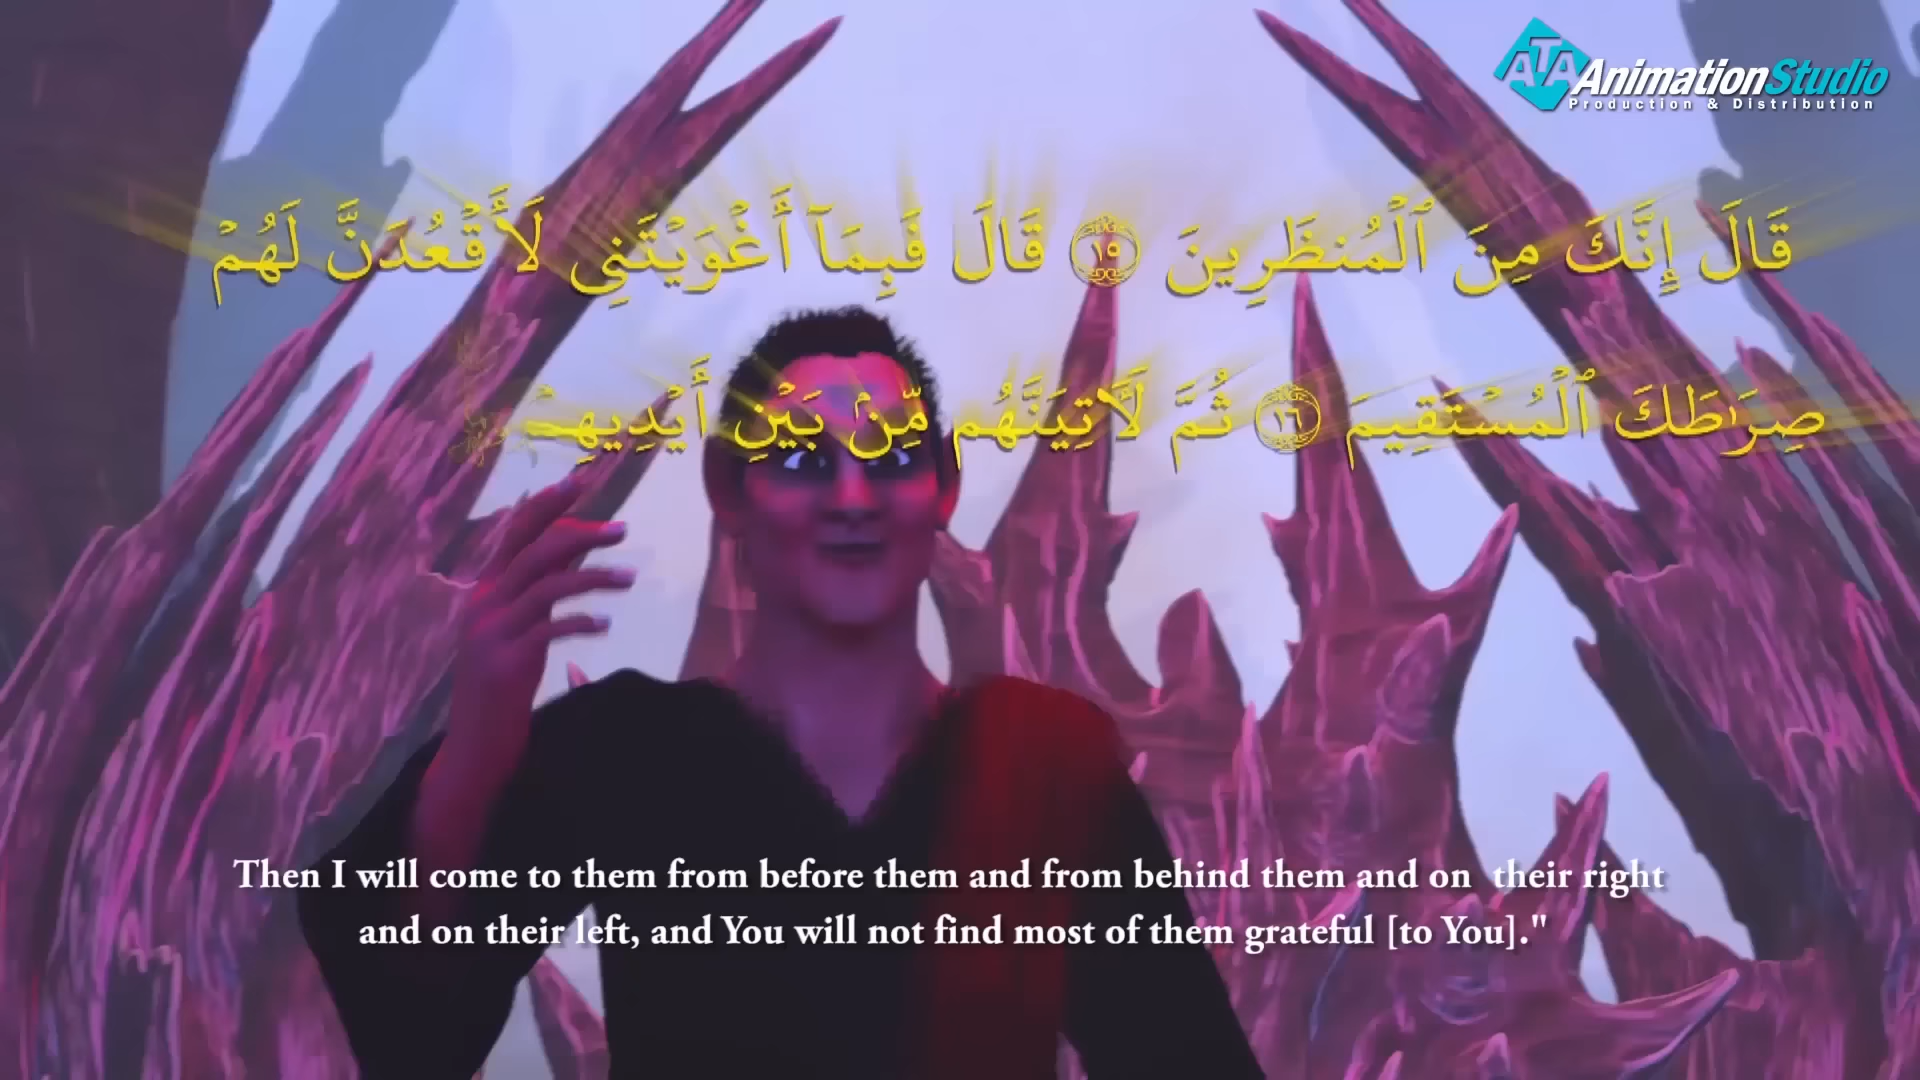 ATA AnimationStudio
Production & Distribution
قَالَ إِنَّكَ مِنَ ٱلْمُنظَرِينَ ١٥ قَالَ فَبِمَآ أَغْوَيْتَنِى لَأَقْعُدَنَّ لَهُمْ
صِرَٰطَكَ ٱلْمُسْتَقِيمَ ١٦ ثُمَّ لَـَٔاتِيَنَّهُم مِّنۢ بَيْنِ أَيْدِيهِمْ
Then I will come to them from before them and from behind them and on their right
and on their left, and You will not find most of them grateful [to You]."